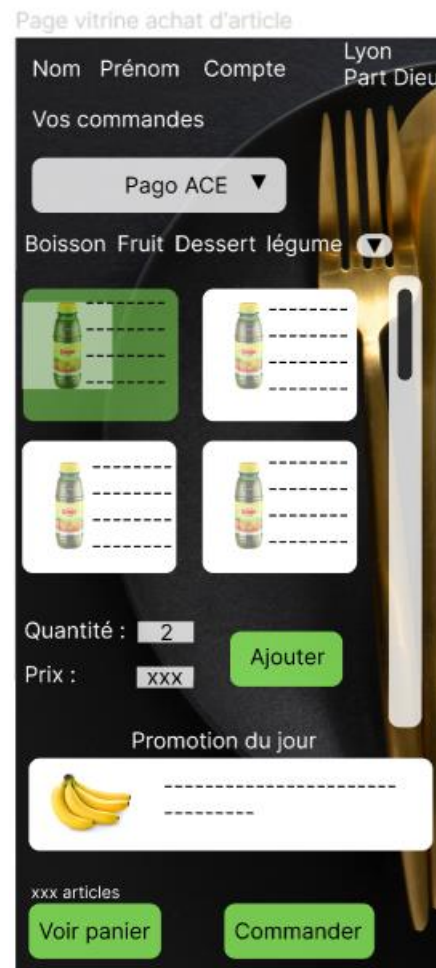 Page vitrine achat d'article
Nom Prénom Compte
Lyon
Part Dieu
Vos commandes
Pago ACE ▼
Boisson Fruit Dessert légume ▼
Quantité : 2
Prix : xxx
Ajouter
Promotion du jour
xxx articles
Voir panier
Commander